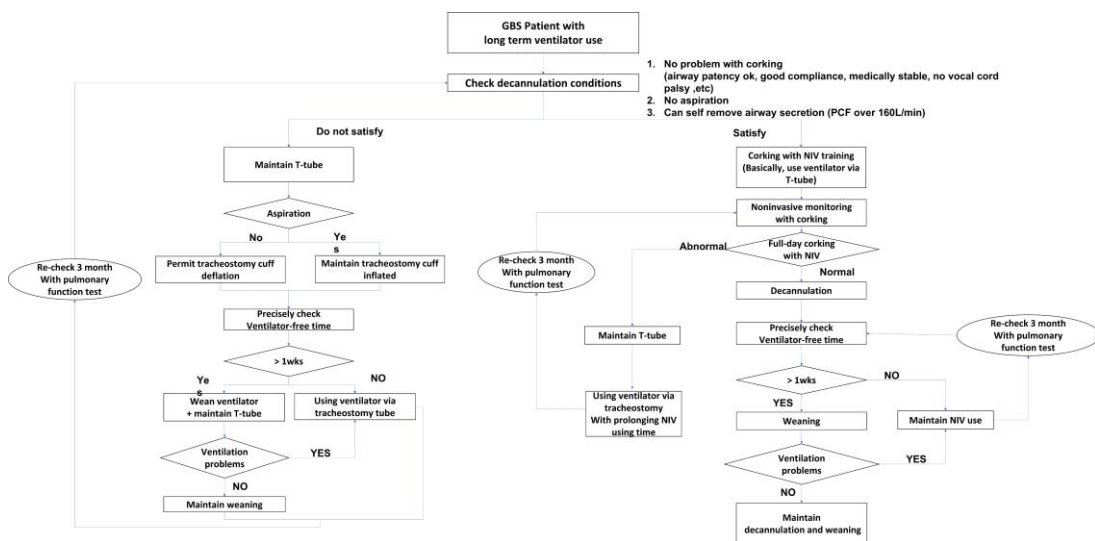 GBS Patient with
long term ventilator use
Check decannulation conditions
1. No problem with corking
(airway patency ok, good compliance, medically stable, no vocal cord
palsy ,etc)
2. No aspiration
3. Can self remove airway secretion (PCF over 160L/min)
Do not satisfy
Satisfy
Maintain T-tube
Aspiration
No
Ye
s
Permit tracheostomy cuff
deflation
Maintain tracheostomy cuff
inflated
Re-check 3 month
With pulmonary
function test
Precisely check
Ventilator-free time
> 1wks
Ye
s
NO
Wean ventilator
+ maintain T-tube
Using ventilator via
tracheostomy tube
Ventilation
problems
YES
NO
Maintain weaning
Corking with NIV training
(Basically, use ventilator via
T-tube)
Noninvasive monitoring
with corking
Abnormal
Full-day corking
with NIV
Normal
Re-check 3 month
With pulmonary
function test
Maintain T-tube
Using ventilator via
tracheostomy
With prolonging NIV
using time
Decannulation
Precisely check
Ventilator-free time
Re-check 3 month
With pulmonary
function test
> 1wks
NO
YES
Weaning
Maintain NIV use
Ventilation
problems
YES
NO
Maintain
decannulation and weaning